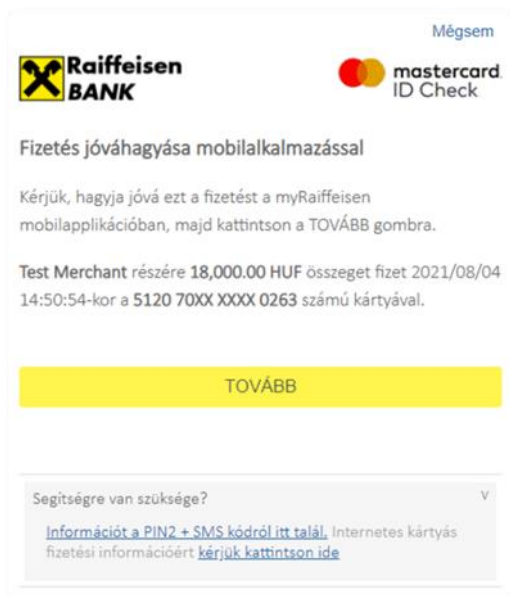 Mégsem
Raiffeisen
BANK
mastercard.
ID Check
Fizetés jóváhagyása mobilalkalmazással
Kérjük, hagyja jóvá ezt a fizetést a myRaiffeisen
mobilapplikációban, majd kattintson a TOVÁBB gombra.
Test Merchant részére 18,000.00 HUF összeget fizet 2021/08/04
14:50:54-kor a 5120 70XX XXXX 0263 számú kártyával.
TOVÁBB
Segítségre van szüksége? V
Információt a PIN2 + SMS kódról itt talál. Internetes kártyás
fizetési információért kérjük kattintson ide